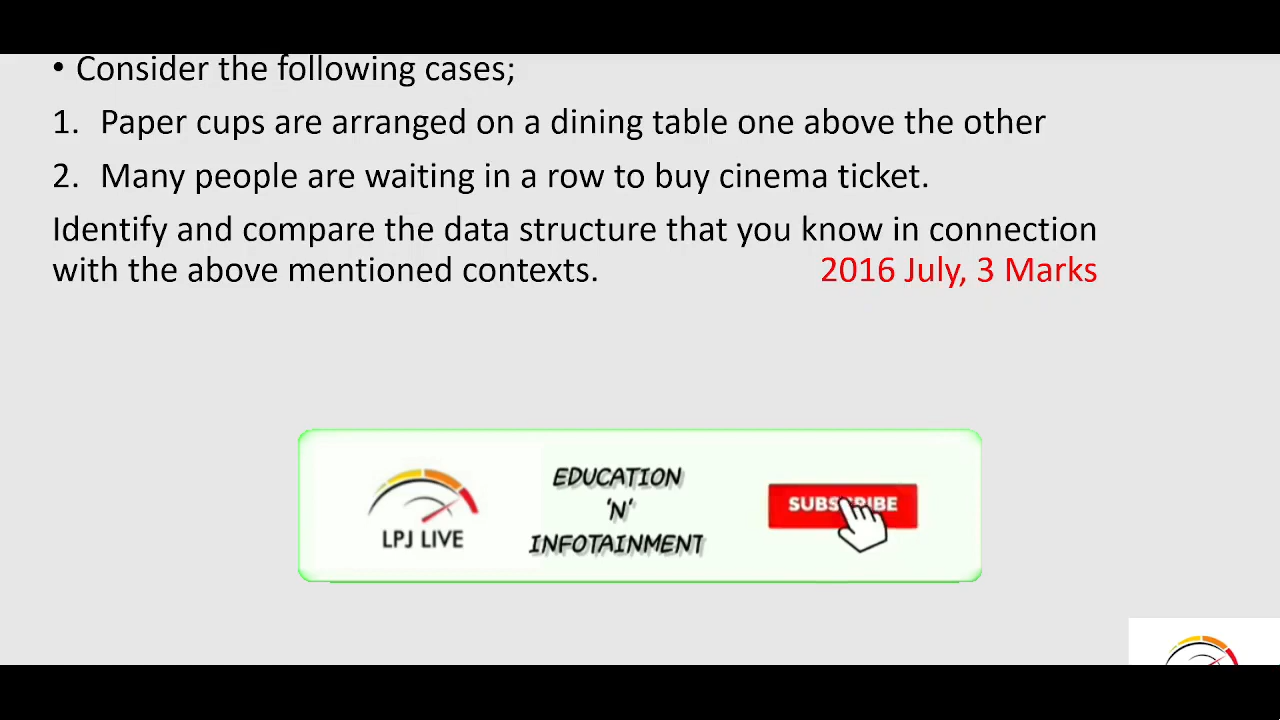 • Consider the following cases;
1. Paper cups are arranged on a dining table one above the other
2. Many people are waiting in a row to buy cinema ticket.
Identify and compare the data structure that you know in connection
with the above mentioned contexts. 2016 July, 3 Marks
EDUCATION
'N'
INFOTAINMENT
LPJ LIVE
SUBSCRIBE